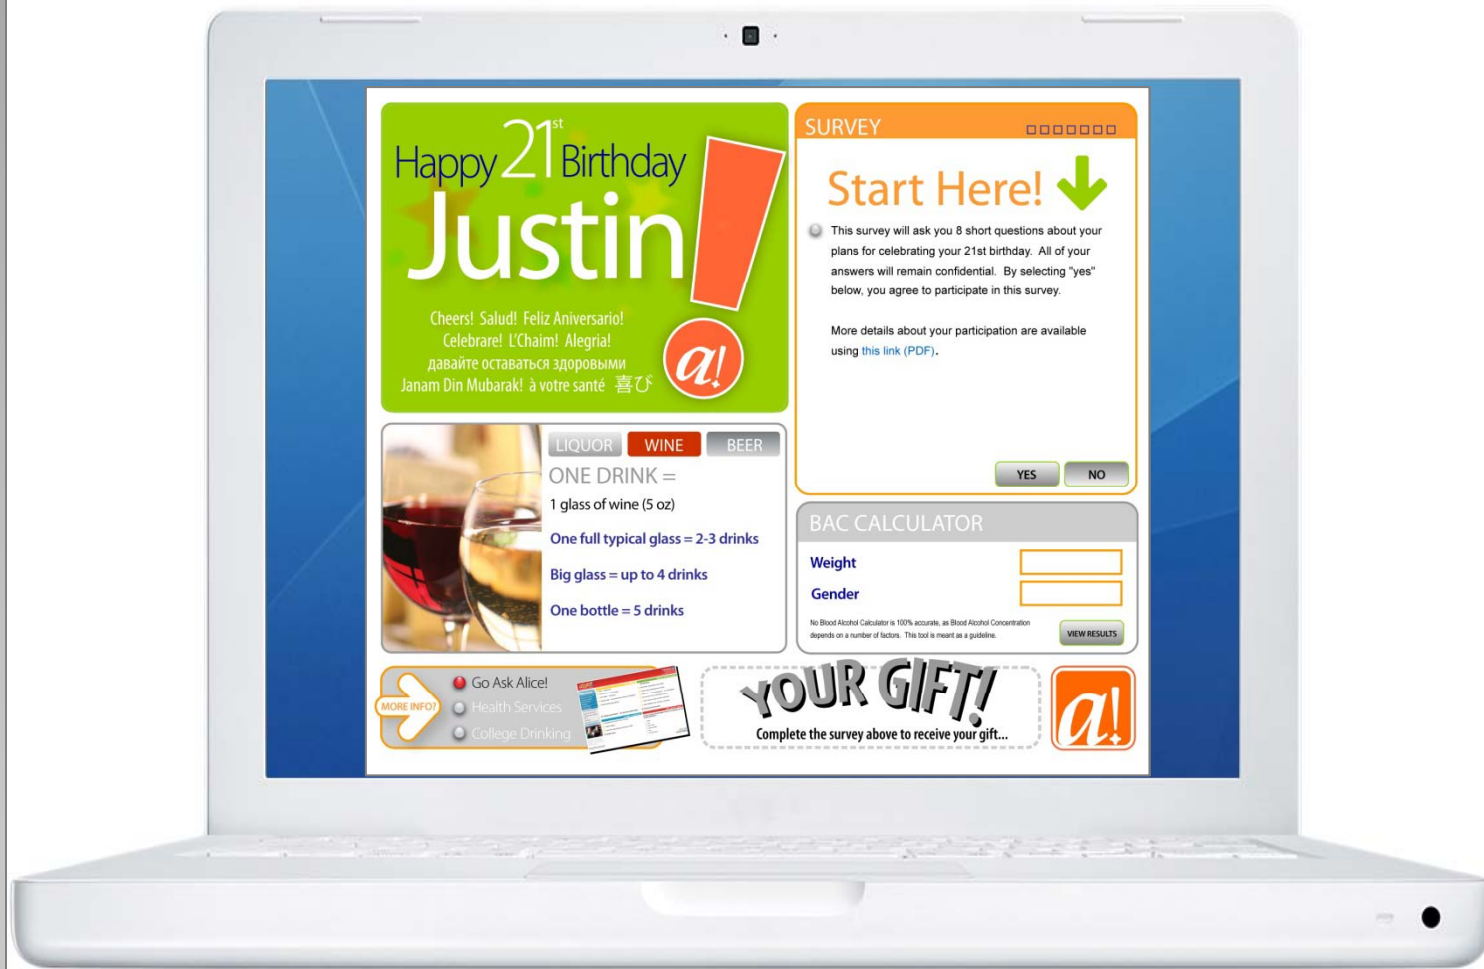 Happy 21st Birthday
Justin!
Cheers! Salud! Feliz Aniversario!
Celebrare! L'Chaim! Alegria!
давайте оставаться здоровыми
Janam Din Mubarak! à votre santé 喜び
a!
SURVEY
Start Here!
This survey will ask you 8 short questions about your
plans for celebrating your 21st birthday. All of your
answers will remain confidential. By selecting "yes"
below, you agree to participate in this survey.
More details about your participation are available
using this link (PDF).
YES NO
LIQUOR WINE BEER
ONE DRINK =
1 glass of wine (5 oz)
One full typical glass = 2-3 drinks
Big glass = up to 4 drinks
One bottle = 5 drinks
BAC CALCULATOR
Weight
Gender
No Blood Alcohol Calculator is 100% accurate, as Blood Alcohol Concentration
depends on a number of factors. This tool is meant as a guideline.
VIEW RESULTS
MORE INFO?
Go Ask Alice!
Health Services
College Drinking
YOUR GIFT!
Complete the survey above to receive your gift...
a!